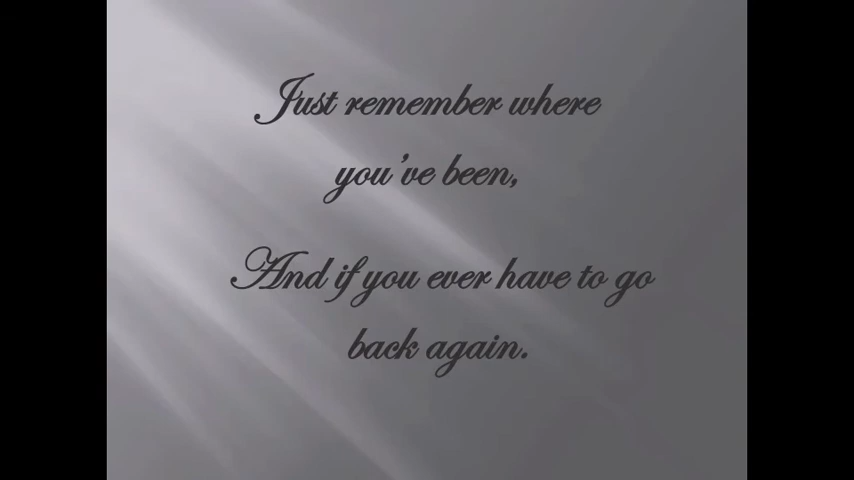 Just remember where
you've been,
And if you ever have to go
back again.